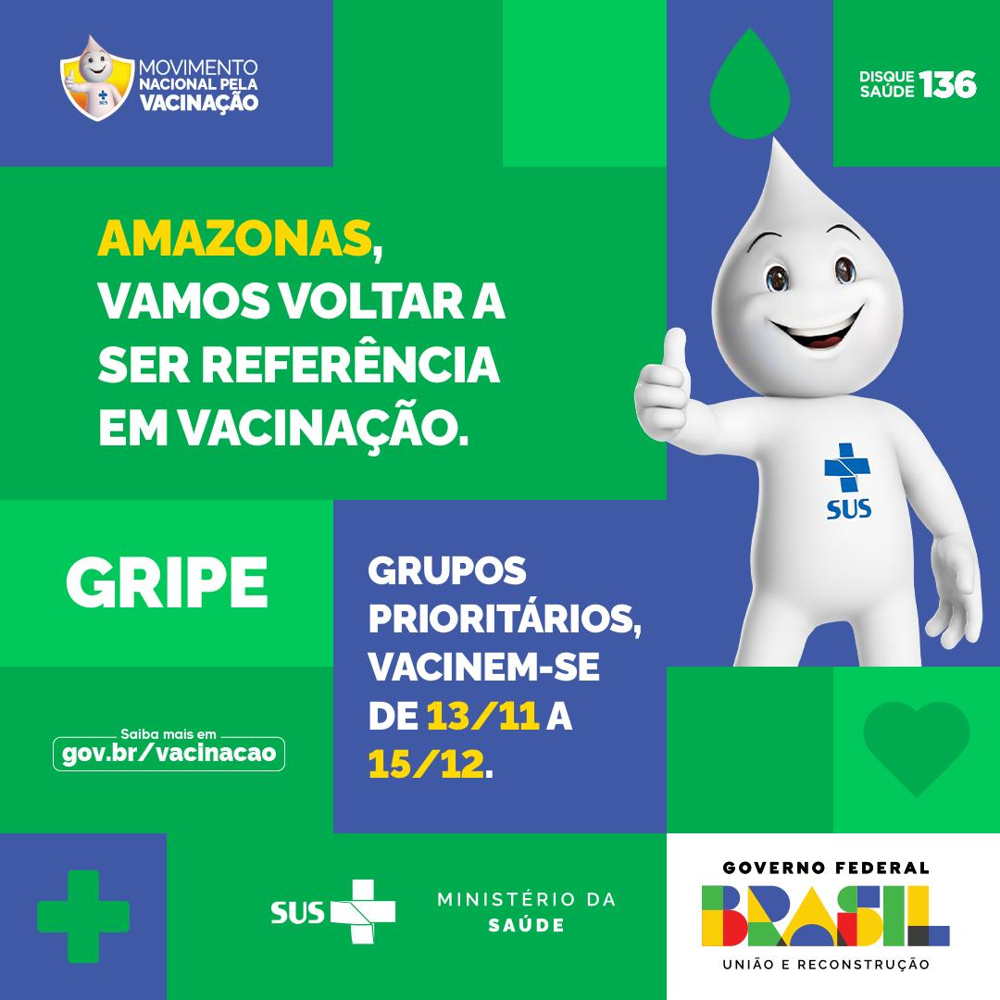 MOVIMENTO
NACIONAL PELA
VACINAÇÃO
DISQUE
SAÚDE 136
AMAZONAS,
VAMOS VOLTAR A
SER REFERÊNCIA
EM VACINAÇÃO.
SUS
GRIPE
GRUPOS
PRIORITÁRIOS,
VACINEM-SE
DE 13/11 A
15/12.
Saiba mais em
gov.br/vacinacao
SUS
MINISTÉRIO DA
SAÚDE
GOVERNO FEDERAL
BRASIL
UNIÃO E RECONSTRUÇÃO